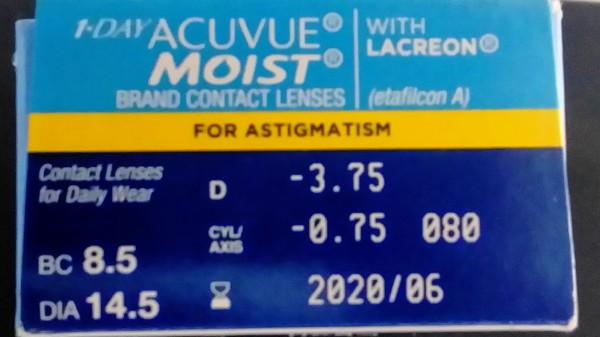 1·DAY ACUVUE® WITH
MOIST® LACREON®
BRAND CONTACT LENSES (etafilcon A)
FOR ASTIGMATISM
Contact Lenses
for Daily Wear
D -3.75
CYL/
AXIS -0.75 080
BC 8.5
DIA 14.5
2020/06